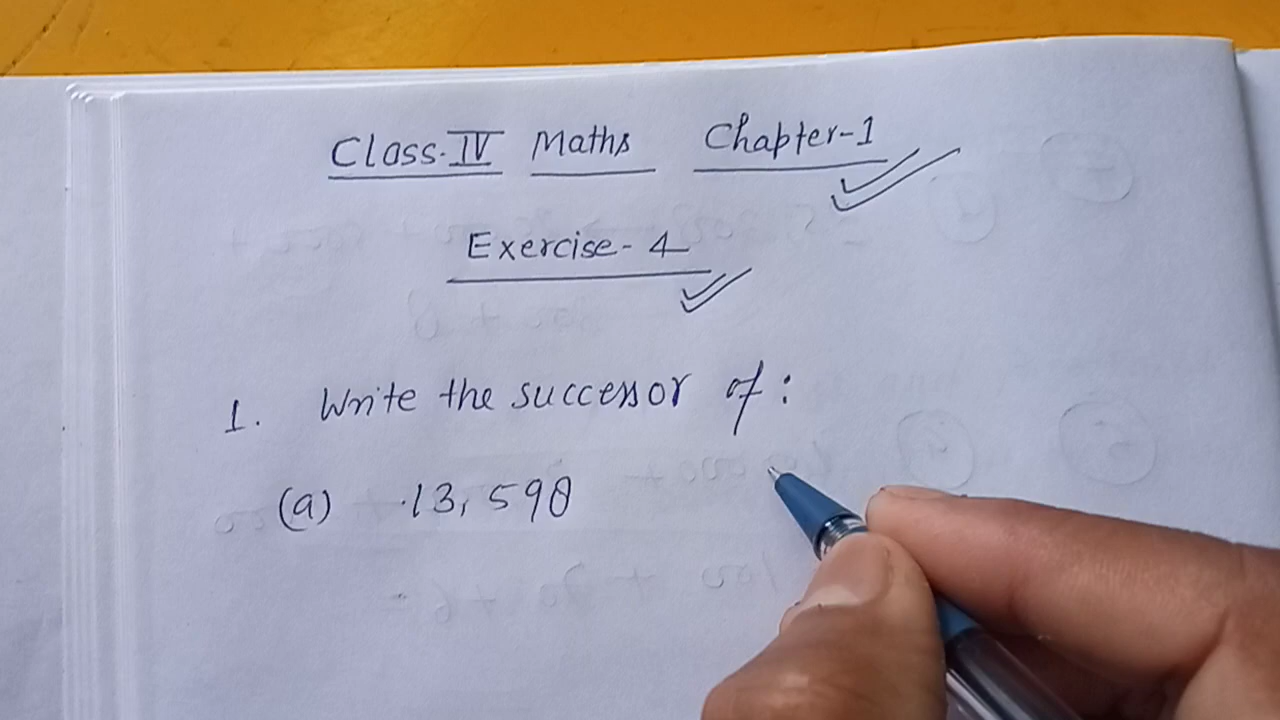 Class-IV Maths Chapter-1
Exercise-4
1. Write the successor of:
(a) 13,598